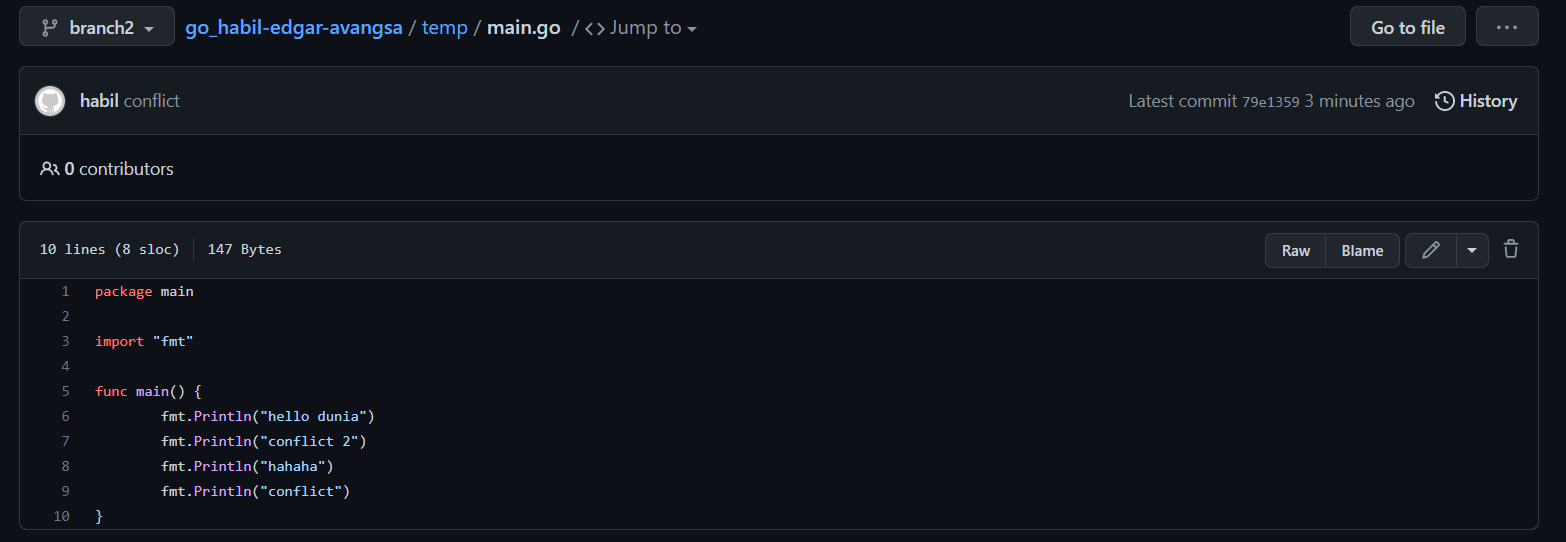 branch2 go_habil-edgar-avangsa / temp / main.go / <> Jump to Go to file ...
habil conflict Latest commit 79e1359 3 minutes ago History
0 contributors
10 lines (8 sloc) 147 Bytes Raw Blame
1 package main
2
3 import "fmt"
4
5 func main() {
6 fmt.Println("hello dunia")
7 fmt.Println("conflict 2")
8 fmt.Println("hahaha")
9 fmt.Println("conflict")
10 }